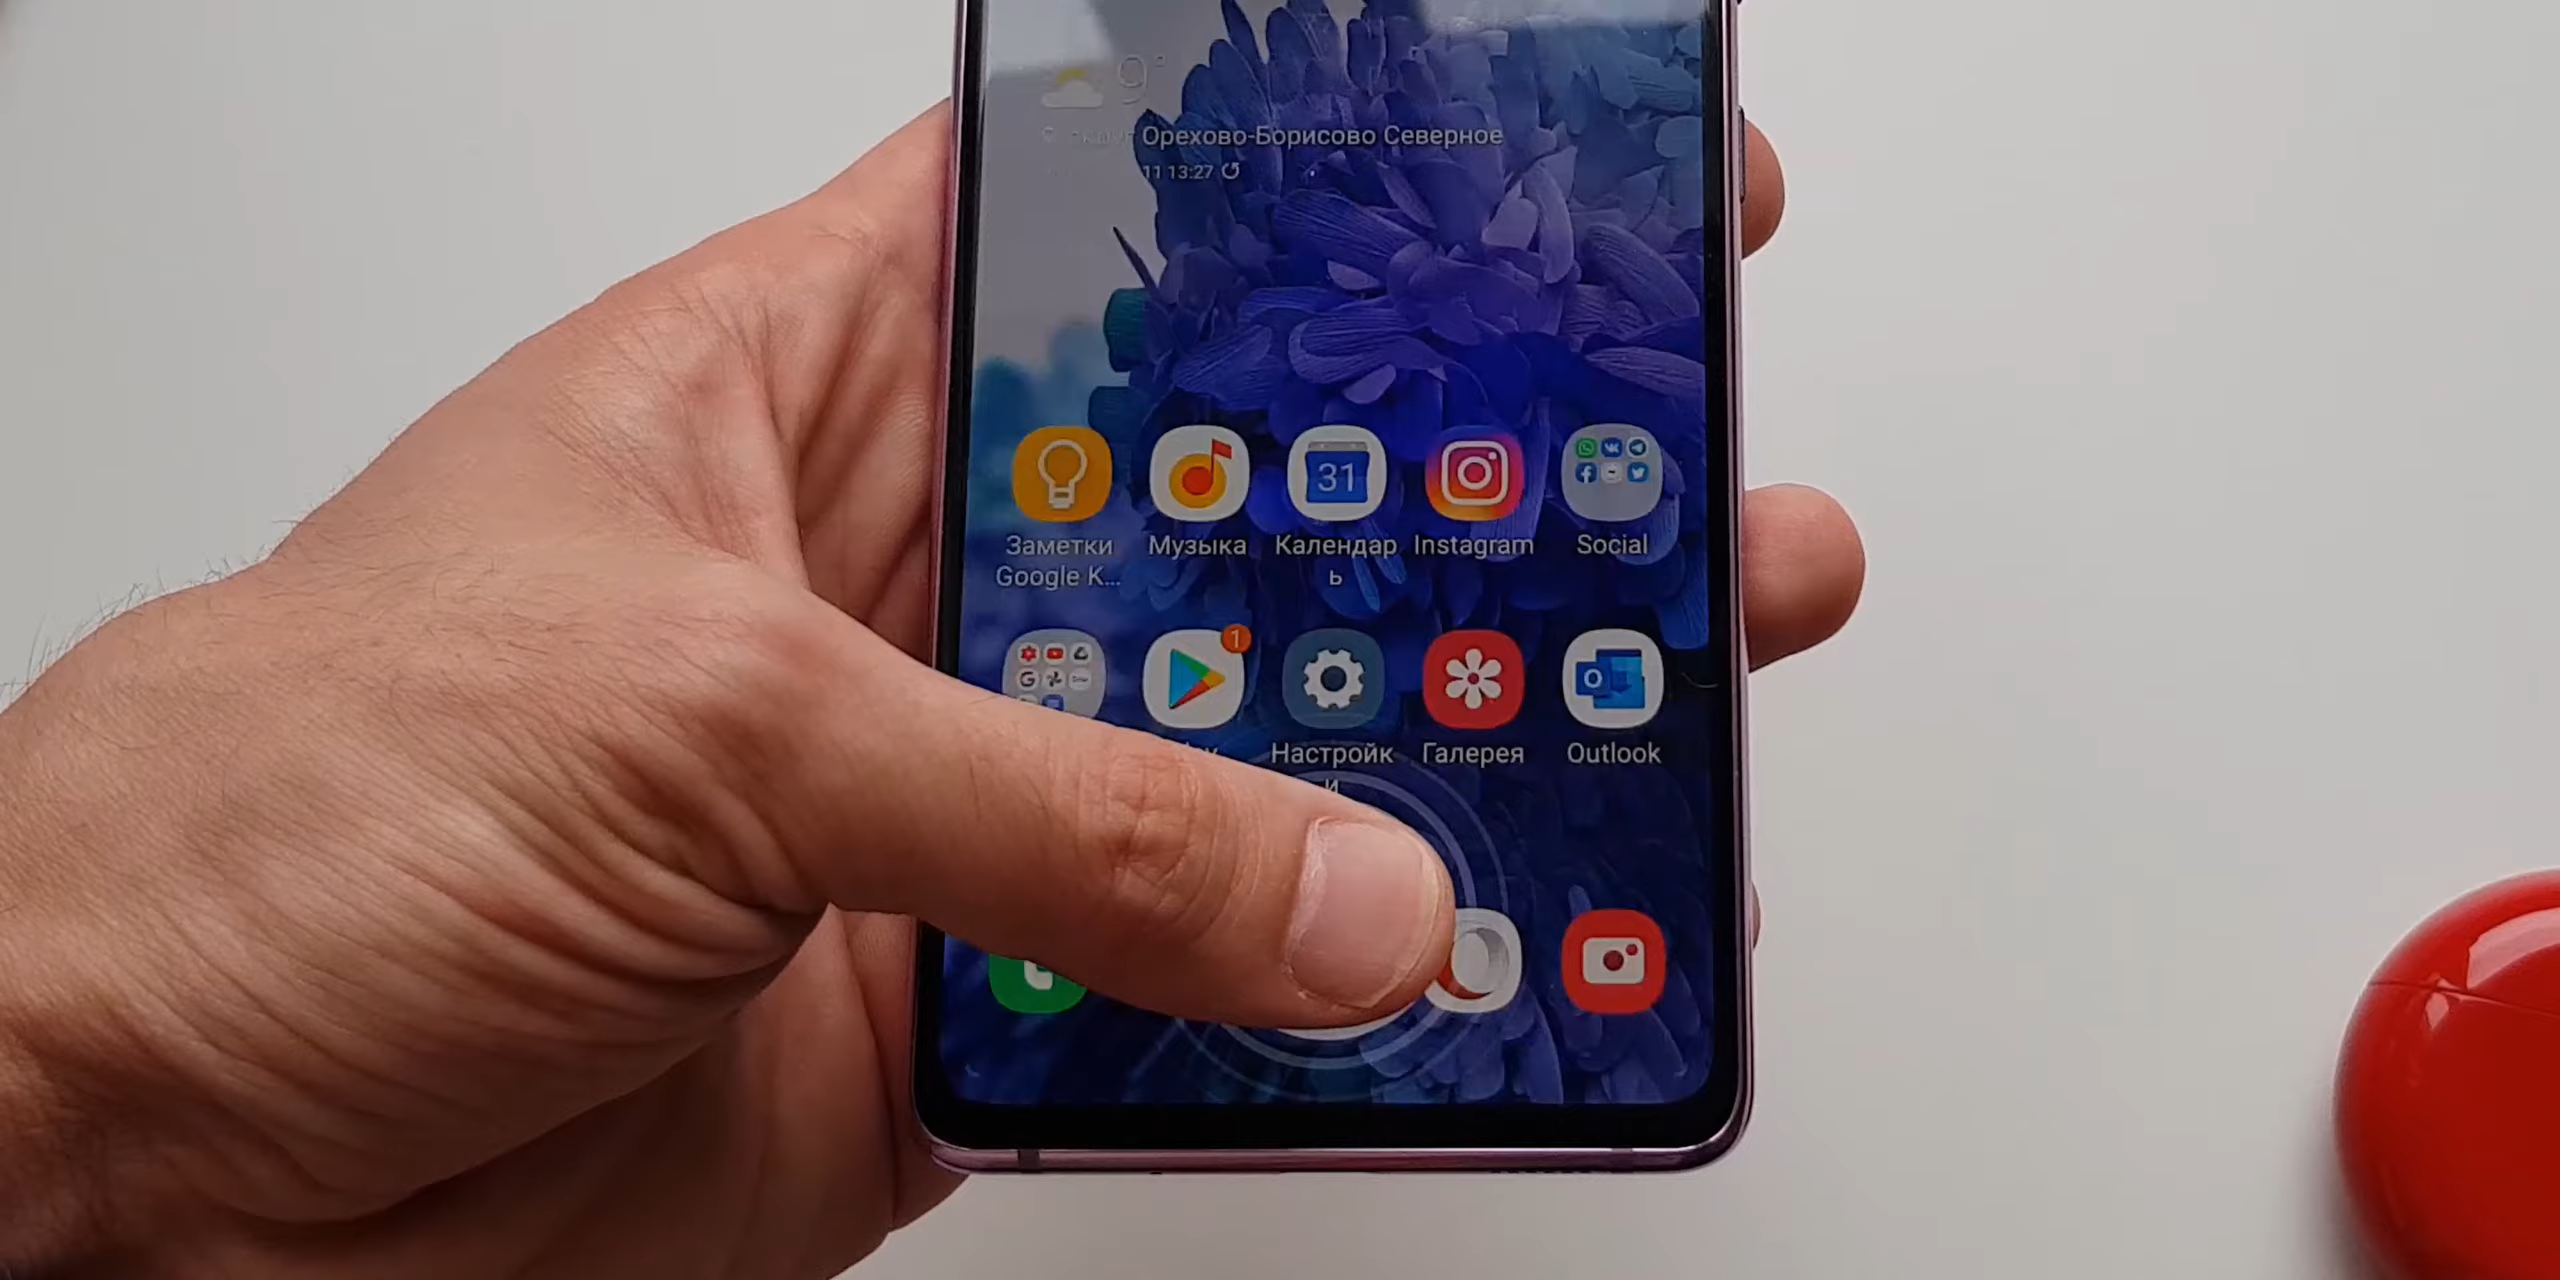 9°
Орехово-Борисово Северное
11 13:27
31
Заметки
Google K...
Музыка
Календар
ь
Instagram
Social
1
Настройк
и
Галерея
Outlook